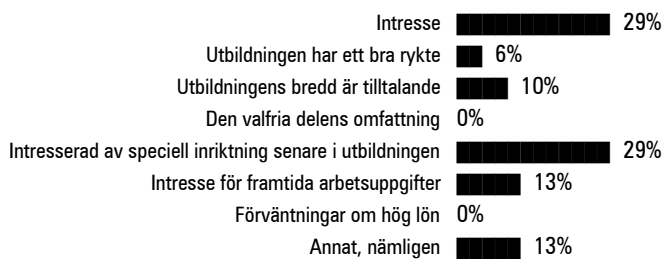 Intresse 29%
Utbildningen har ett bra rykte 6%
Utbildningens bredd är tilltalande 10%
Den valfria delens omfattning 0%
Intresserad av speciell inriktning senare i utbildningen 29%
Intresse för framtida arbetsuppgifter 13%
Förväntningar om hög lön 0%
Annat, nämligen 13%